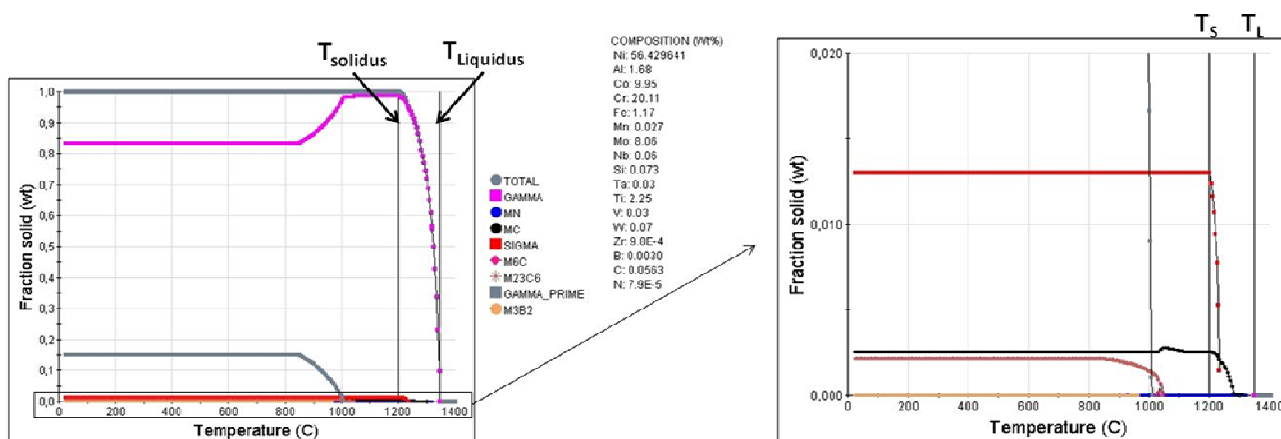 T_solidus
T_Liquidus
1,0
0,9
0,8
0,7
0,6
0,5
0,4
0,3
0,2
0,1
0,0
Fraction solid (wt)
0 200 400 600 800 1000 1200 1400
Temperature (C)
TOTAL
GAMMA
MN
MC
SIGMA
M6C
M23C6
GAMMA_PRIME
M3B2
COMPOSITION (Wt%)
Ni: 56.429641
Al: 1.68
Co: 9.95
Cr: 20.11
Fe: 1.17
Mn: 0.027
Mo: 8.06
Nb: 0.06
Si: 0.073
Ta: 0.03
Ti: 2.25
V: 0.03
W: 0.07
Zr: 9.8E-4
B: 0.0030
C: 0.0563
N: 7.9E-5
T_S T_L
0,020
0,010
0,000
Fraction solid (wt)
0 200 400 600 800 1000 1200 1400
Temperature (C)